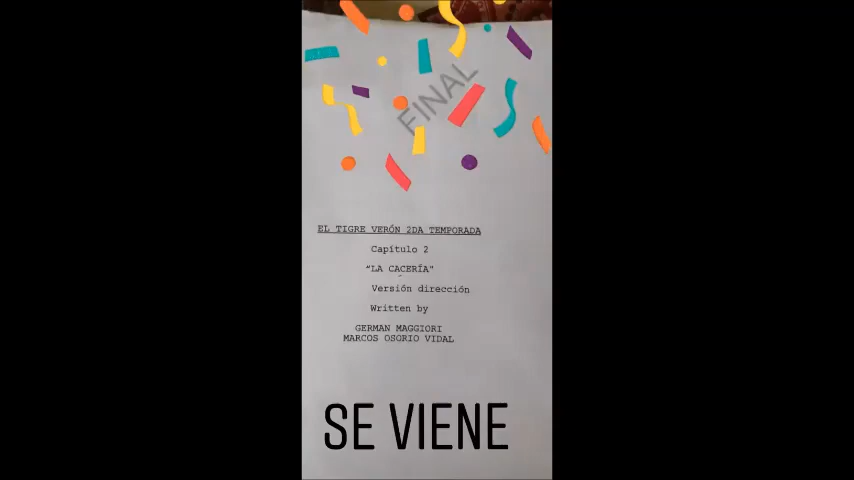 FINAL
EL TIGRE VERÓN 2DA TEMPORADA
Capítulo 2
"LA CACERÍA"
Versión dirección
Written by
GERMAN MAGGIORI
MARCOS OSORIO VIDAL
SE VIENE